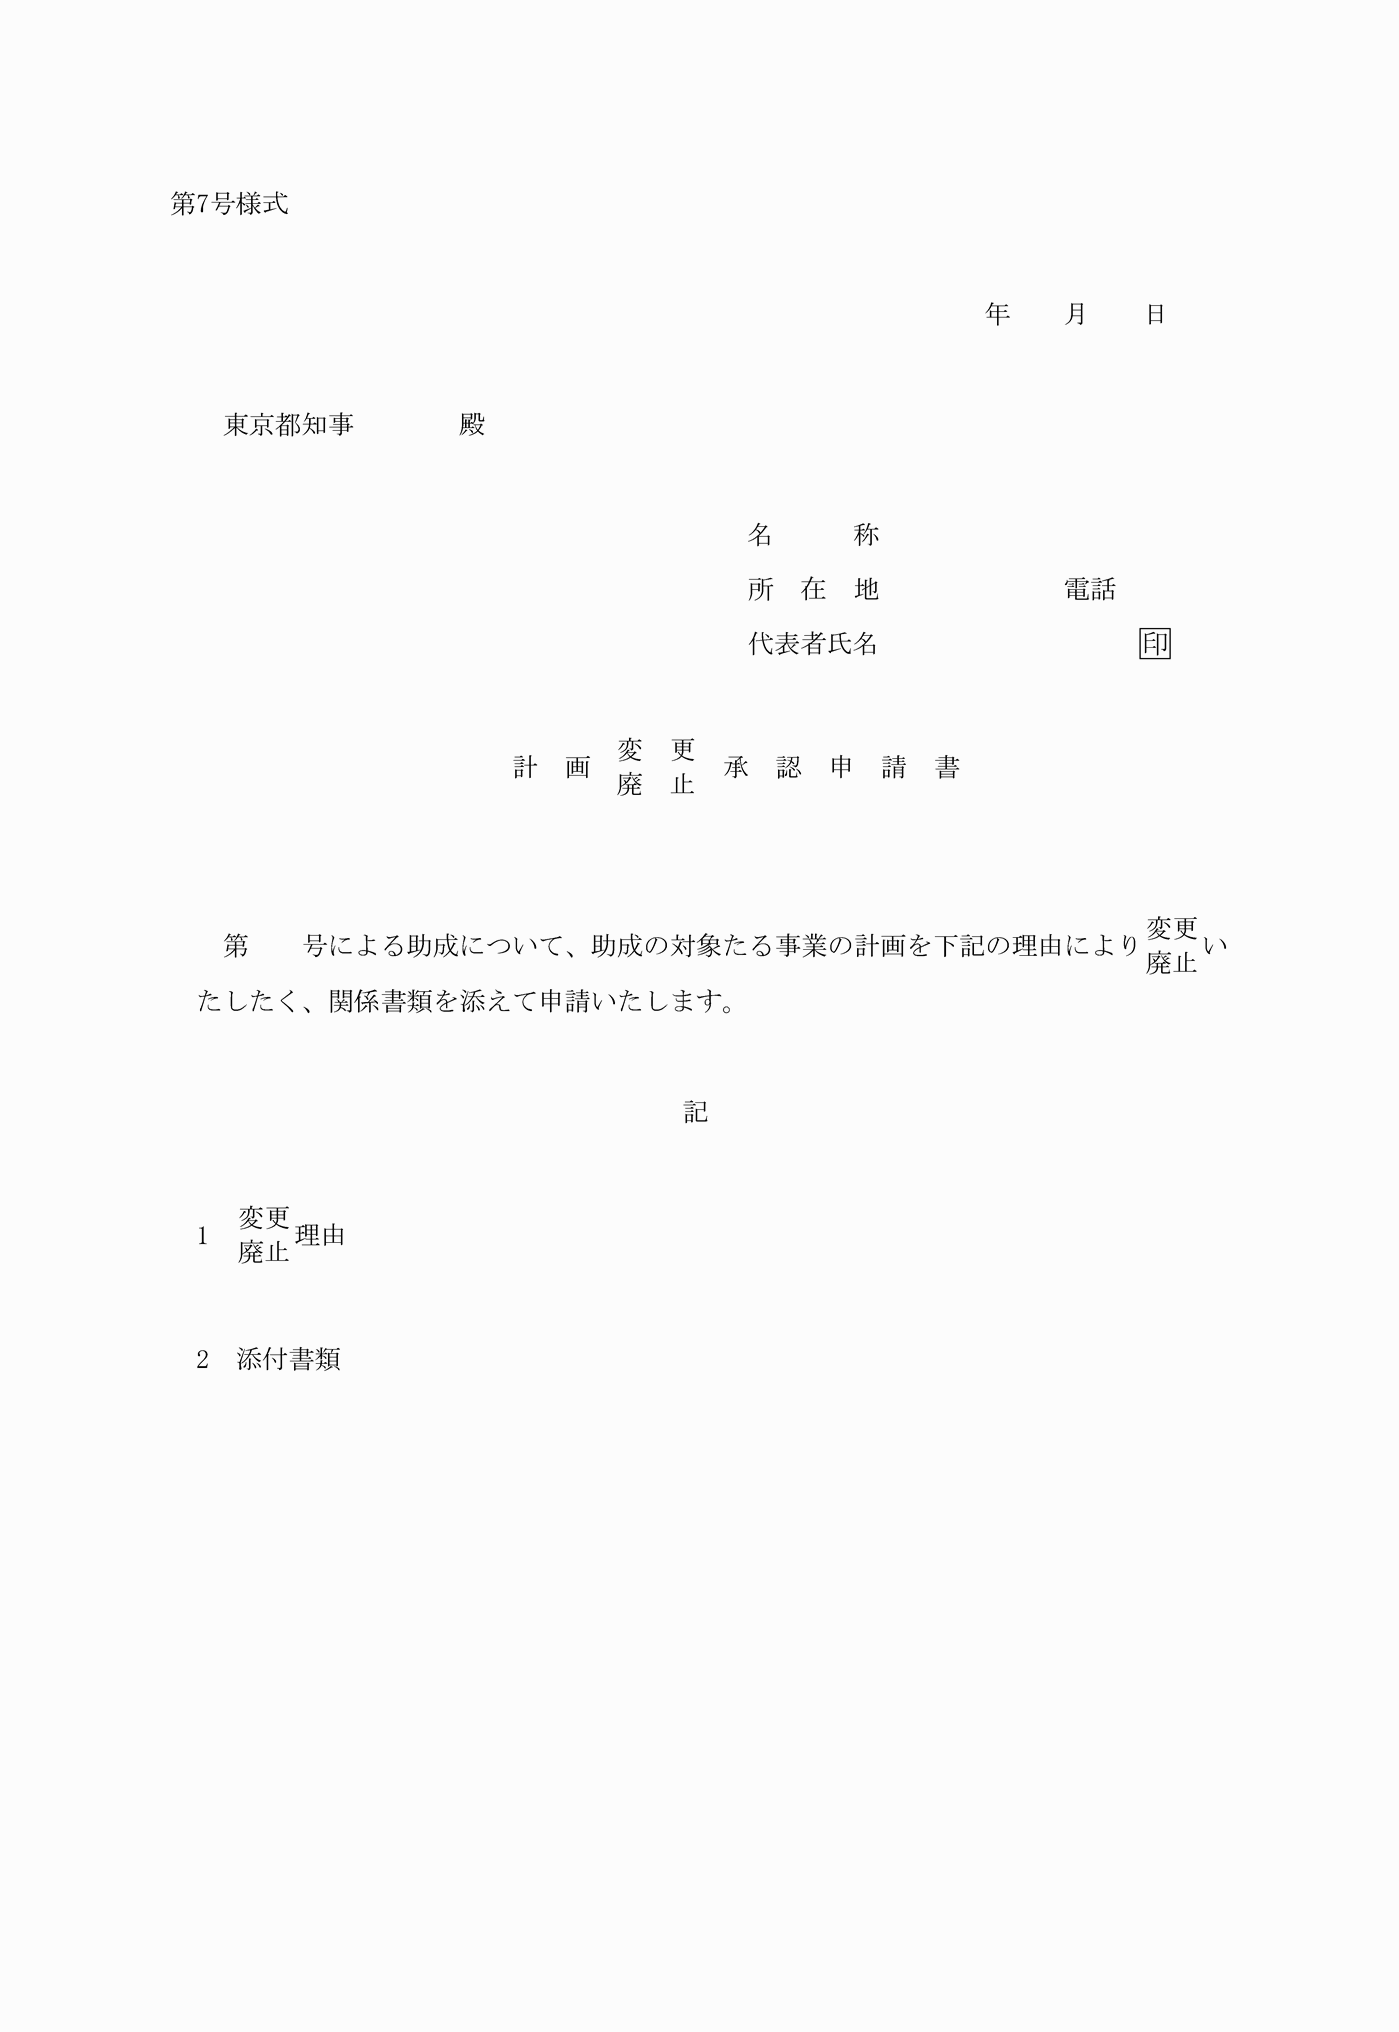 第7号様式
年　　月　　日
東京都知事　　　　殿
名　　　称
所　在　地　　　　　　　電話
代表者氏名　　　　　　　　　　印
変　更
計　画　　　　承　認　申　請　書
廃　止
変更
第　　号による助成について、助成の対象たる事業の計画を下記の理由により　　い
廃止
たしたく、関係書類を添えて申請いたします。
記
変更
1　　　理由
廃止
2　添付書類